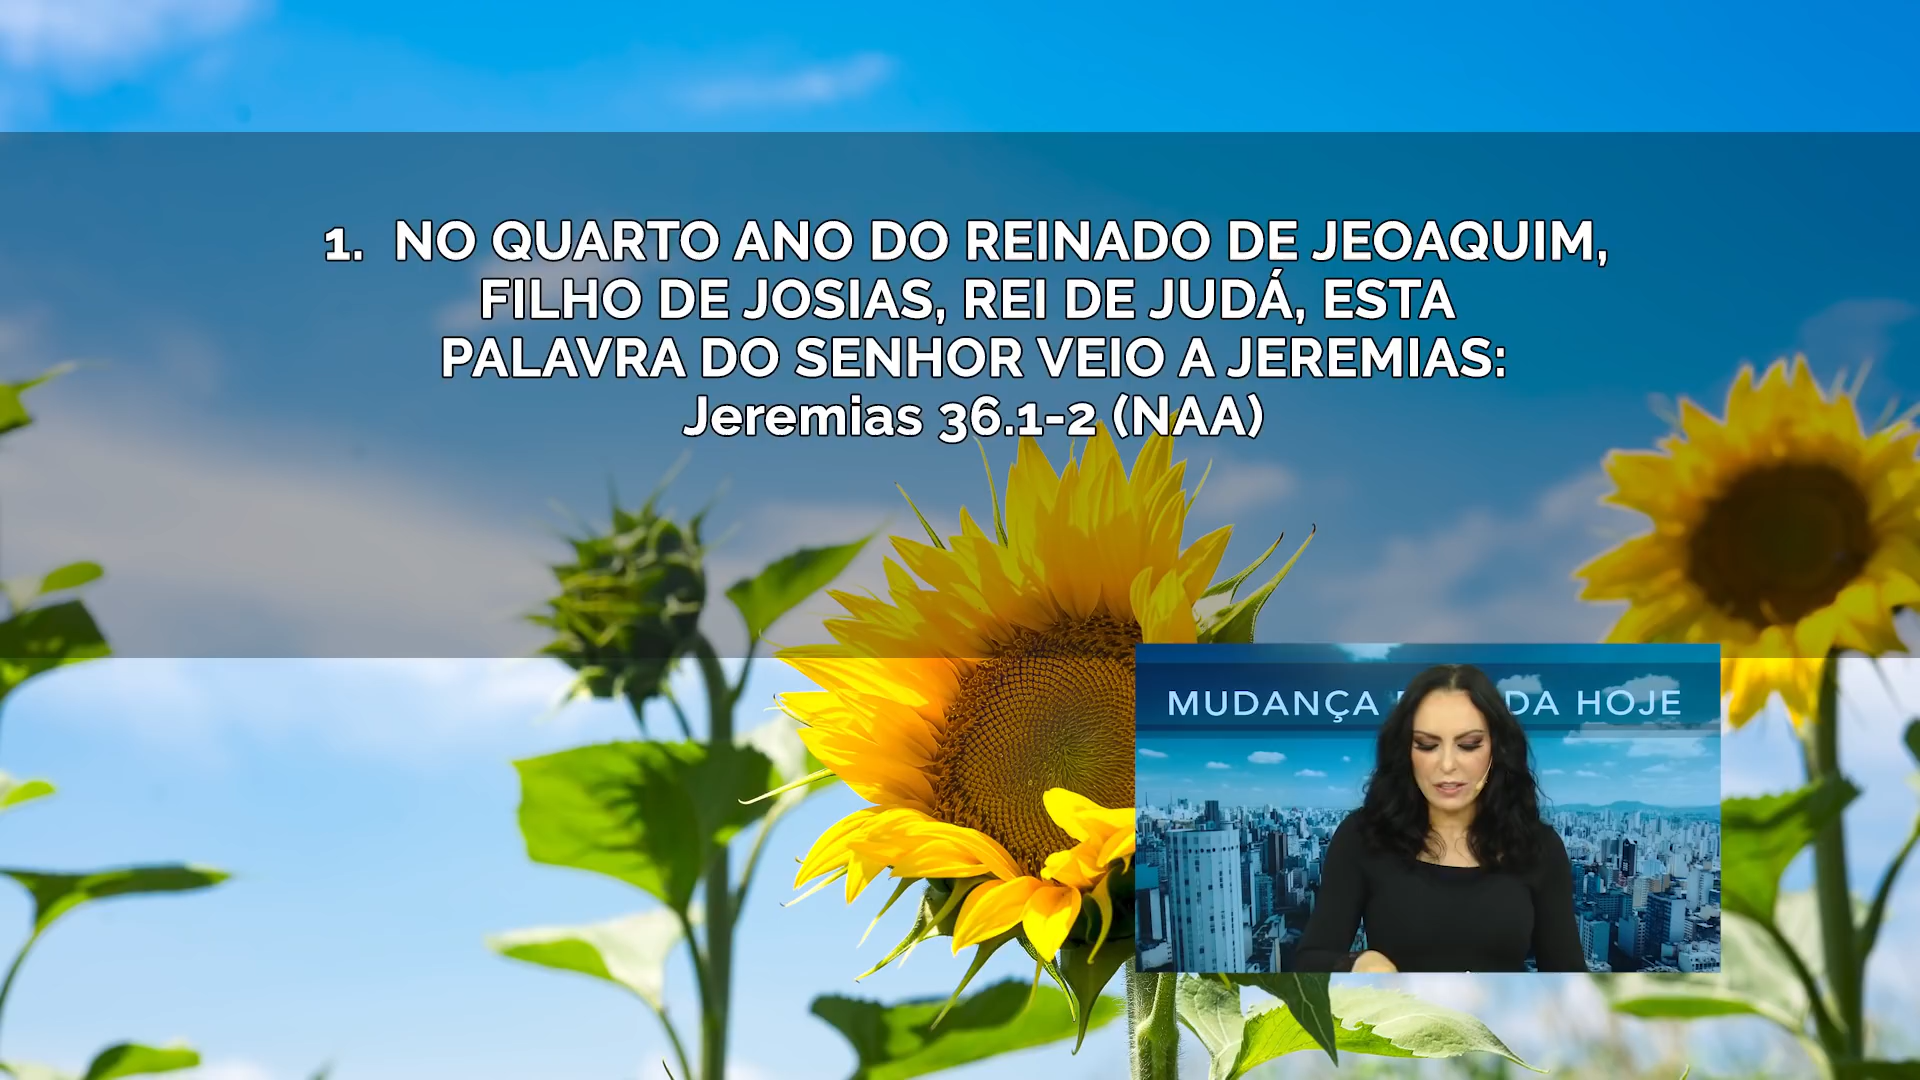 1. NO QUARTO ANO DO REINADO DE JEOAQUIM,
FILHO DE JOSIAS, REI DE JUDÁ, ESTA
PALAVRA DO SENHOR VEIO A JEREMIAS:
Jeremias 36.1-2 (NAA)
MUDANÇA DA HOJE